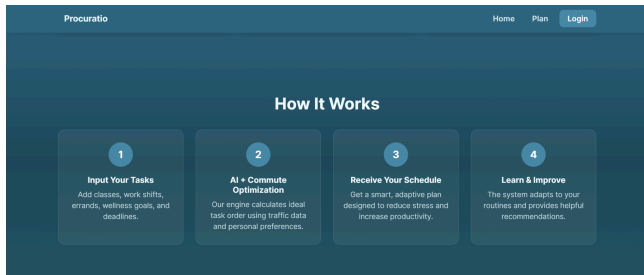 Procuratio
Home
Plan
Login
How It Works
1
Input Your Tasks
Add classes, work shifts,
errands, wellness goals, and
deadlines.
2
AI + Commute
Optimization
Our engine calculates ideal
task order using traffic data
and personal preferences.
3
Receive Your Schedule
Get a smart, adaptive plan
designed to reduce stress and
increase productivity.
4
Learn & Improve
The system adapts to your
routines and provides helpful
recommendations.